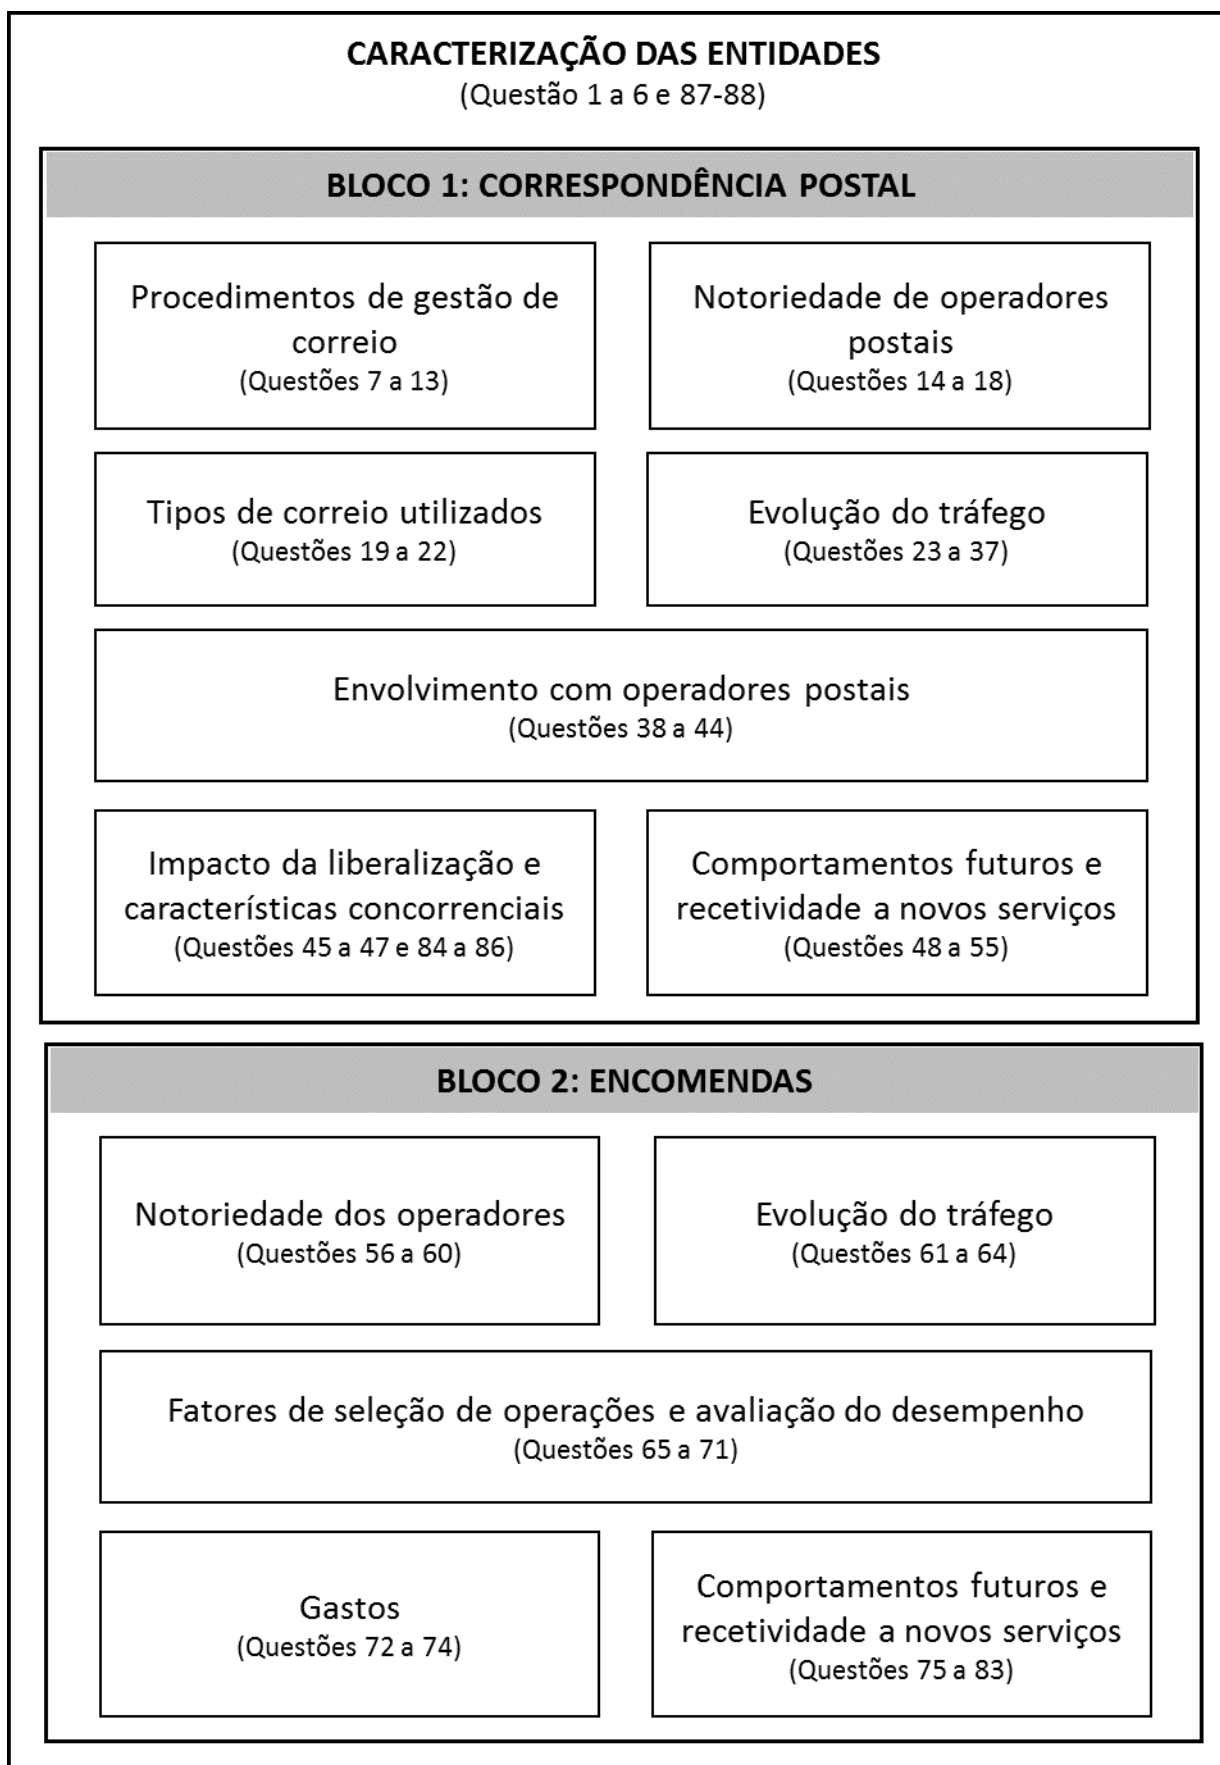 CARACTERIZAÇÃO DAS ENTIDADES
(Questão 1 a 6 e 87-88)
BLOCO 1: CORRESPONDÊNCIA POSTAL
Procedimentos de gestão de
correio
(Questões 7 a 13)
Notoriedade de operadores
postais
(Questões 14 a 18)
Tipos de correio utilizados
(Questões 19 a 22)
Evolução do tráfego
(Questões 23 a 37)
Envolvimento com operadores postais
(Questões 38 a 44)
Impacto da liberalização e
características concorrenciais
(Questões 45 a 47 e 84 a 86)
Comportamentos futuros e
recetividade a novos serviços
(Questões 48 a 55)
BLOCO 2: ENCOMENDAS
Notoriedade dos operadores
(Questões 56 a 60)
Evolução do tráfego
(Questões 61 a 64)
Fatores de seleção de operações e avaliação do desempenho
(Questões 65 a 71)
Gastos
(Questões 72 a 74)
Comportamentos futuros e
recetividade a novos serviços
(Questões 75 a 83)